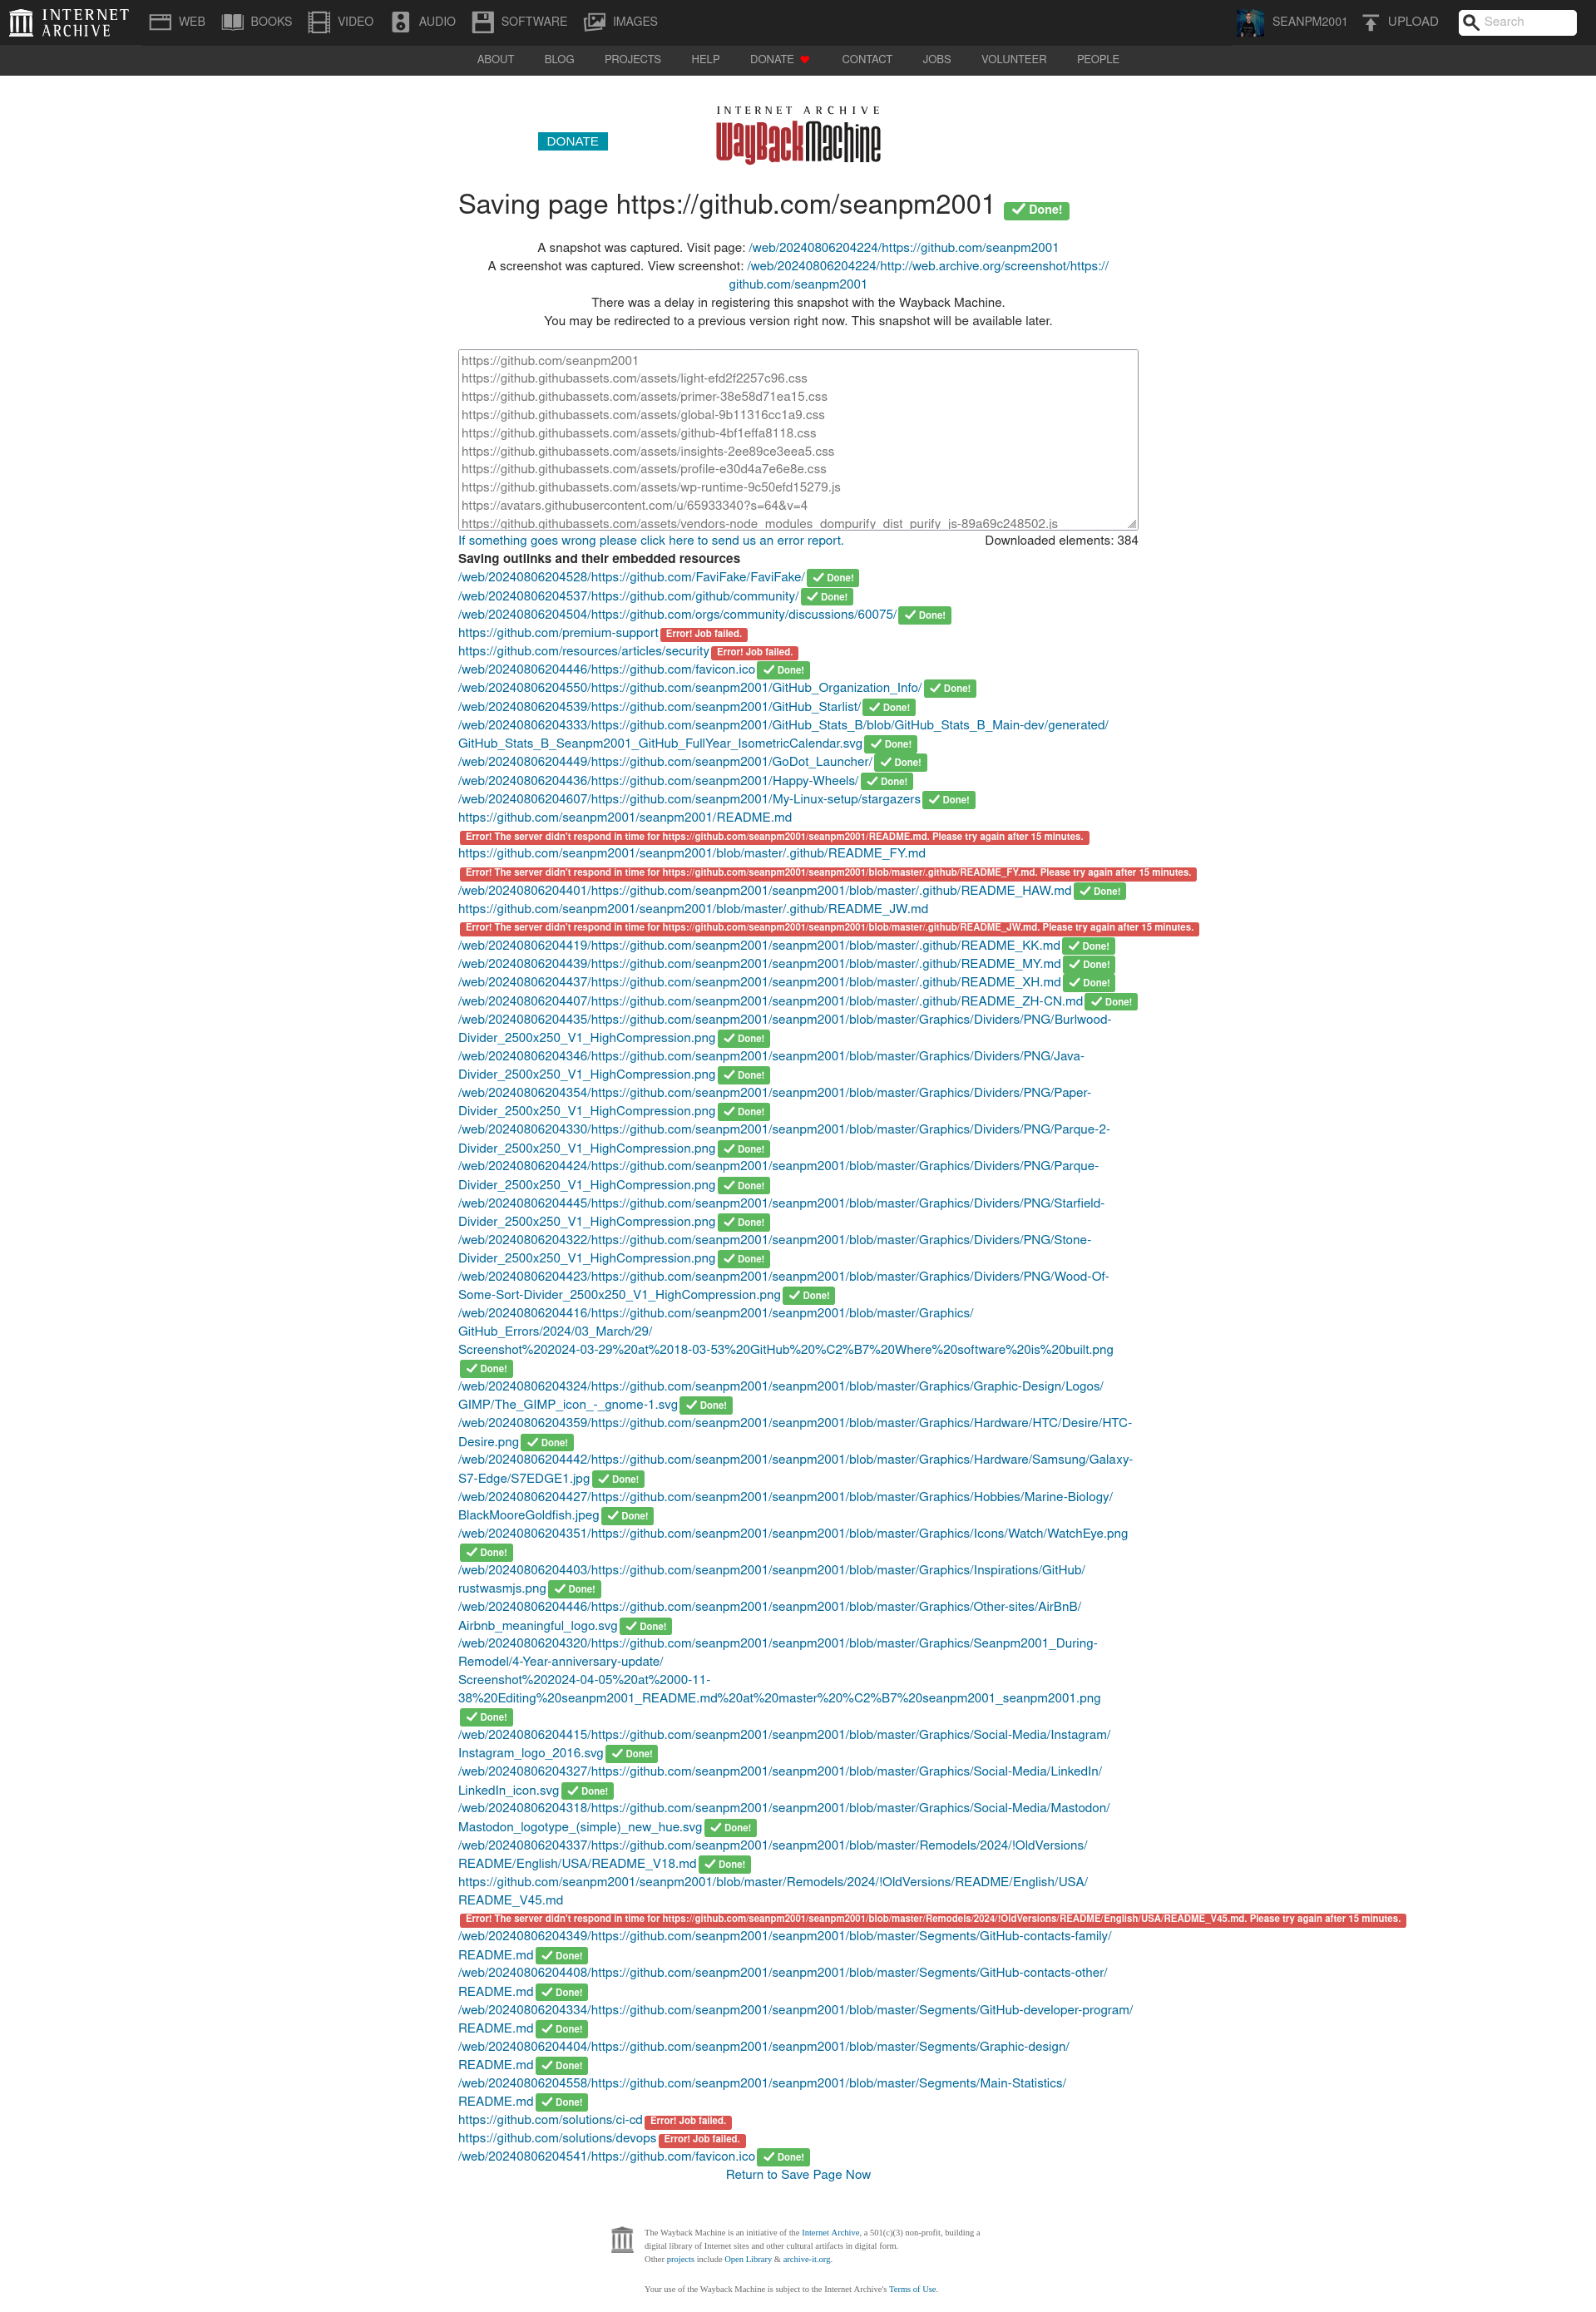 INTERNET ARCHIVE WEB BOOKS VIDEO AUDIO SOFTWARE IMAGES SEANPM2001 UPLOAD Search
ABOUT BLOG PROJECTS HELP DONATE CONTACT JOBS VOLUNTEER PEOPLE
INTERNET ARCHIVE
DONATE WayBackMachine
Saving page https://github.com/seanpm2001 Done!
A snapshot was captured. Visit page: /web/20240806204224/https://github.com/seanpm2001
A screenshot was captured. View screenshot: /web/20240806204224/http://web.archive.org/screenshot/https://
github.com/seanpm2001
There was a delay in registering this snapshot with the Wayback Machine.
You may be redirected to a previous version right now. This snapshot will be available later.
https://github.com/seanpm2001
https://github.githubassets.com/assets/light-efd2f2257c96.css
https://github.githubassets.com/assets/primer-38e58d71ea15.css
https://github.githubassets.com/assets/global-9b11316cc1a9.css
https://github.githubassets.com/assets/github-4bf1effa8118.css
https://github.githubassets.com/assets/insights-2ee89ce3eea5.css
https://github.githubassets.com/assets/profile-e30d4a7e6e8e.css
https://github.githubassets.com/assets/wp-runtime-9c50efd15279.js
https://avatars.githubusercontent.com/u/65933340?s=64&v=4
https://github.githubassets.com/assets/vendors-node_modules_dompurify_dist_purify_js-89a69c248502.js
If something goes wrong please click here to send us an error report. Downloaded elements: 384
Saving outlinks and their embedded resources
/web/20240806204528/https://github.com/FaviFake/FaviFake/ Done!
/web/20240806204537/https://github.com/github/community/ Done!
/web/20240806204504/https://github.com/orgs/community/discussions/60075/ Done!
https://github.com/premium-support Error! Job failed.
https://github.com/resources/articles/security Error! Job failed.
/web/20240806204446/https://github.com/favicon.ico Done!
/web/20240806204550/https://github.com/seanpm2001/GitHub_Organization_Info/ Done!
/web/20240806204539/https://github.com/seanpm2001/GitHub_Starlist/ Done!
/web/20240806204333/https://github.com/seanpm2001/GitHub_Stats_B/blob/GitHub_Stats_B_Main-dev/generated/
GitHub_Stats_B_Seanpm2001_GitHub_FullYear_IsometricCalendar.svg Done!
/web/20240806204449/https://github.com/seanpm2001/GoDot_Launcher/ Done!
/web/20240806204436/https://github.com/seanpm2001/Happy-Wheels/ Done!
/web/20240806204607/https://github.com/seanpm2001/My-Linux-setup/stargazers Done!
https://github.com/seanpm2001/seanpm2001/README.md
Error! The server didn't respond in time for https://github.com/seanpm2001/seanpm2001/README.md. Please try again after 15 minutes.
https://github.com/seanpm2001/seanpm2001/blob/master/.github/README_FY.md
Error! The server didn't respond in time for https://github.com/seanpm2001/seanpm2001/blob/master/.github/README_FY.md. Please try again after 15 minutes.
/web/20240806204401/https://github.com/seanpm2001/seanpm2001/blob/master/.github/README_HAW.md Done!
https://github.com/seanpm2001/seanpm2001/blob/master/.github/README_JW.md
Error! The server didn't respond in time for https://github.com/seanpm2001/seanpm2001/blob/master/.github/README_JW.md. Please try again after 15 minutes.
/web/20240806204419/https://github.com/seanpm2001/seanpm2001/blob/master/.github/README_KK.md Done!
/web/20240806204439/https://github.com/seanpm2001/seanpm2001/blob/master/.github/README_MY.md Done!
/web/20240806204437/https://github.com/seanpm2001/seanpm2001/blob/master/.github/README_XH.md Done!
/web/20240806204407/https://github.com/seanpm2001/seanpm2001/blob/master/.github/README_ZH-CN.md Done!
/web/20240806204435/https://github.com/seanpm2001/seanpm2001/blob/master/Graphics/Dividers/PNG/Burlwood-
Divider_2500x250_V1_HighCompression.png Done!
/web/20240806204346/https://github.com/seanpm2001/seanpm2001/blob/master/Graphics/Dividers/PNG/Java-
Divider_2500x250_V1_HighCompression.png Done!
/web/20240806204354/https://github.com/seanpm2001/seanpm2001/blob/master/Graphics/Dividers/PNG/Paper-
Divider_2500x250_V1_HighCompression.png Done!
/web/20240806204330/https://github.com/seanpm2001/seanpm2001/blob/master/Graphics/Dividers/PNG/Parque-2-
Divider_2500x250_V1_HighCompression.png Done!
/web/20240806204424/https://github.com/seanpm2001/seanpm2001/blob/master/Graphics/Dividers/PNG/Parque-
Divider_2500x250_V1_HighCompression.png Done!
/web/20240806204445/https://github.com/seanpm2001/seanpm2001/blob/master/Graphics/Dividers/PNG/Starfield-
Divider_2500x250_V1_HighCompression.png Done!
/web/20240806204322/https://github.com/seanpm2001/seanpm2001/blob/master/Graphics/Dividers/PNG/Stone-
Divider_2500x250_V1_HighCompression.png Done!
/web/20240806204423/https://github.com/seanpm2001/seanpm2001/blob/master/Graphics/Dividers/PNG/Wood-Of-
Some-Sort-Divider_2500x250_V1_HighCompression.png Done!
/web/20240806204416/https://github.com/seanpm2001/seanpm2001/blob/master/Graphics/
GitHub_Errors/2024/03_March/29/
Screenshot%202024-03-29%20at%2018-03-53%20GitHub%20%C2%B7%20Where%20software%20is%20built.png
Done!
/web/20240806204324/https://github.com/seanpm2001/seanpm2001/blob/master/Graphics/Graphic-Design/Logos/
GIMP/The_GIMP_icon_-_gnome-1.svg Done!
/web/20240806204359/https://github.com/seanpm2001/seanpm2001/blob/master/Graphics/Hardware/HTC/Desire/HTC-
Desire.png Done!
/web/20240806204442/https://github.com/seanpm2001/seanpm2001/blob/master/Graphics/Hardware/Samsung/Galaxy-
S7-Edge/S7EDGE1.jpg Done!
/web/20240806204427/https://github.com/seanpm2001/seanpm2001/blob/master/Graphics/Hobbies/Marine-Biology/
BlackMooreGoldfish.jpeg Done!
/web/20240806204351/https://github.com/seanpm2001/seanpm2001/blob/master/Graphics/Icons/Watch/WatchEye.png
Done!
/web/20240806204403/https://github.com/seanpm2001/seanpm2001/blob/master/Graphics/Inspirations/GitHub/
rustwasmjs.png Done!
/web/20240806204446/https://github.com/seanpm2001/seanpm2001/blob/master/Graphics/Other-sites/AirBnB/
Airbnb_meaningful_logo.svg Done!
/web/20240806204320/https://github.com/seanpm2001/seanpm2001/blob/master/Graphics/Seanpm2001_During-
Remodel/4-Year-anniversary-update/
Screenshot%202024-04-05%20at%2000-11-
38%20Editing%20seanpm2001_README.md%20at%20master%20%C2%B7%20seanpm2001_seanpm2001.png
Done!
/web/20240806204415/https://github.com/seanpm2001/seanpm2001/blob/master/Graphics/Social-Media/Instagram/
Instagram_logo_2016.svg Done!
/web/20240806204327/https://github.com/seanpm2001/seanpm2001/blob/master/Graphics/Social-Media/LinkedIn/
LinkedIn_icon.svg Done!
/web/20240806204318/https://github.com/seanpm2001/seanpm2001/blob/master/Graphics/Social-Media/Mastodon/
Mastodon_logotype_(simple)_new_hue.svg Done!
/web/20240806204337/https://github.com/seanpm2001/seanpm2001/blob/master/Remodels/2024/!OldVersions/
README/English/USA/README_V18.md Done!
https://github.com/seanpm2001/seanpm2001/blob/master/Remodels/2024/!OldVersions/README/English/USA/
README_V45.md
Error! The server didn't respond in time for https://github.com/seanpm2001/seanpm2001/blob/master/Remodels/2024/!OldVersions/README/English/USA/README_V45.md. Please try again after 15 minutes.
/web/20240806204349/https://github.com/seanpm2001/seanpm2001/blob/master/Segments/GitHub-contacts-family/
README.md Done!
/web/20240806204408/https://github.com/seanpm2001/seanpm2001/blob/master/Segments/GitHub-contacts-other/
README.md Done!
/web/20240806204334/https://github.com/seanpm2001/seanpm2001/blob/master/Segments/GitHub-developer-program/
README.md Done!
/web/20240806204404/https://github.com/seanpm2001/seanpm2001/blob/master/Segments/Graphic-design/
README.md Done!
/web/20240806204558/https://github.com/seanpm2001/seanpm2001/blob/master/Segments/Main-Statistics/
README.md Done!
https://github.com/solutions/ci-cd Error! Job failed.
https://github.com/solutions/devops Error! Job failed.
/web/20240806204541/https://github.com/favicon.ico Done!
Return to Save Page Now
The Wayback Machine is an initiative of the Internet Archive, a 501(c)(3) non-profit, building a
digital library of Internet sites and other cultural artifacts in digital form.
Other projects include Open Library & archive-it.org.
Your use of the Wayback Machine is subject to the Internet Archive's Terms of Use.